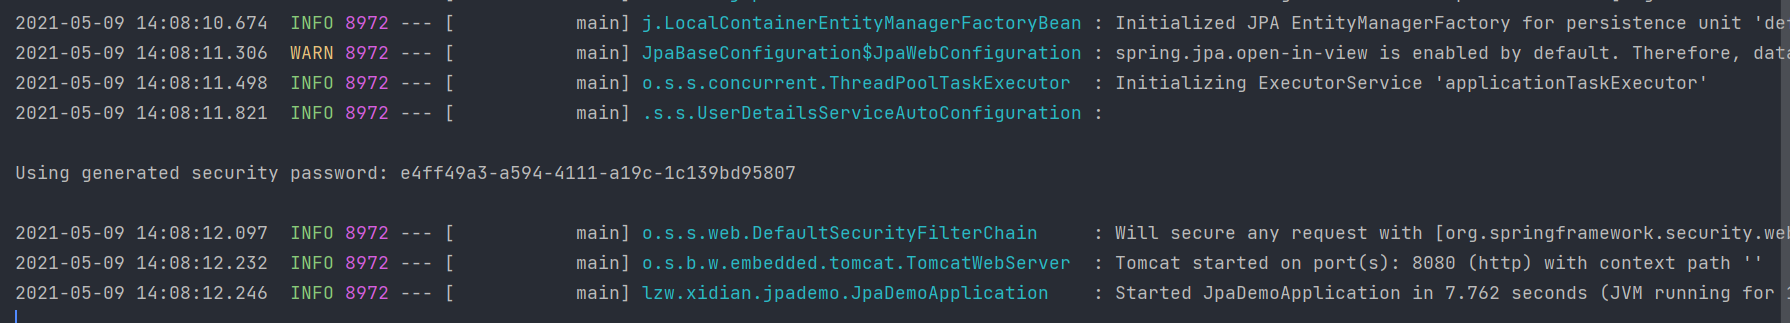 2021-05-09 14:08:10.674  INFO 8972 --- [           main] j.LocalContainerEntityManagerFactoryBean : Initialized JPA EntityManagerFactory for persistence unit
2021-05-09 14:08:11.306  WARN 8972 --- [           main] JpaBaseConfiguration$JpaWebConfiguration : spring.jpa.open-in-view is enabled by default. Therefore,
2021-05-09 14:08:11.498  INFO 8972 --- [           main] o.s.s.concurrent.ThreadPoolTaskExecutor  : Initializing ExecutorService 'applicationTaskExecutor'
2021-05-09 14:08:11.821  INFO 8972 --- [           main] .s.s.UserDetailsServiceAutoConfiguration :
Using generated security password: e4ff49a3-a594-4111-a19c-1c139bd95807
2021-05-09 14:08:12.097  INFO 8972 --- [           main] o.s.s.web.DefaultSecurityFilterChain     : Will secure any request with [org.springframework.security.web
2021-05-09 14:08:12.232  INFO 8972 --- [           main] o.s.b.w.embedded.tomcat.TomcatWebServer  : Tomcat started on port(s): 8080 (http) with context path ''
2021-05-09 14:08:12.246  INFO 8972 --- [           main] lzw.xidian.jpademo.JpaDemoApplication    : Started JpaDemoApplication in 7.762 seconds (JVM running for